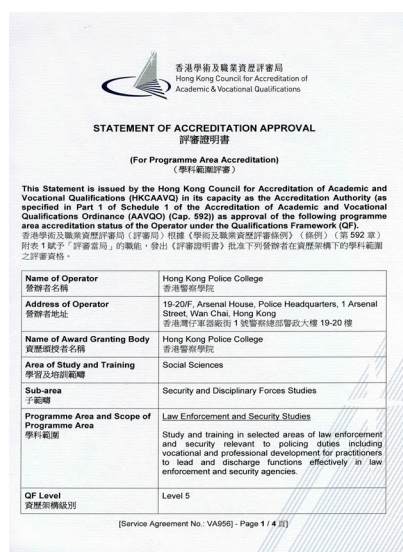 香港學術及職業資歷評審局
Hong Kong Council for Accreditation of
Academic & Vocational Qualifications
STATEMENT OF ACCREDITATION APPROVAL
評審證明書
(For Programme Area Accreditation)
(學科範圍評審)
This Statement is issued by the Hong Kong Council for Accreditation of Academic and
Vocational Qualifications (HKCAAVQ) in its capacity as the Accreditation Authority (as
specified in Part 1 of Schedule 1 of the Accreditation of Academic and Vocational
Qualifications Ordinance (AAVQO) (Cap. 592)) as approval of the following programme
area accreditation status of the Operator under the Qualifications Framework (QF).
香港學術及職業資歷評審局(評審局)根據《學術及職業資歷評審條例》(條例)(第 592 章)
附表 1 賦予「評審當局」的職能,發出《評審證明書》批准下列營辦者在資歷架構下的學科範圍
之評審資格。
Name of Operator
營辦者名稱
Hong Kong Police College
香港警察學院
Address of Operator
營辦者地址
19-20/F, Arsenal House, Police Headquarters, 1 Arsenal
Street, Wan Chai, Hong Kong
香港灣仔軍器廠街 1 號警察總部警政大樓 19-20 樓
Name of Award Granting Body
資歷頒授者名稱
Hong Kong Police College
香港警察學院
Area of Study and Training
學習及培訓範疇
Social Sciences
Sub-area
子範疇
Security and Disciplinary Forces Studies
Programme Area and Scope of
Programme Area
學科範圍
Law Enforcement and Security Studies
Study and training in selected areas of law enforcement
and security relevant to policing duties including
vocational and professional development for practitioners
to lead and discharge functions effectively in law
enforcement and security agencies.
QF Level
資歷架構級別
Level 5
[Service Agreement No.: VA956] - Page 1 / 4 頁]